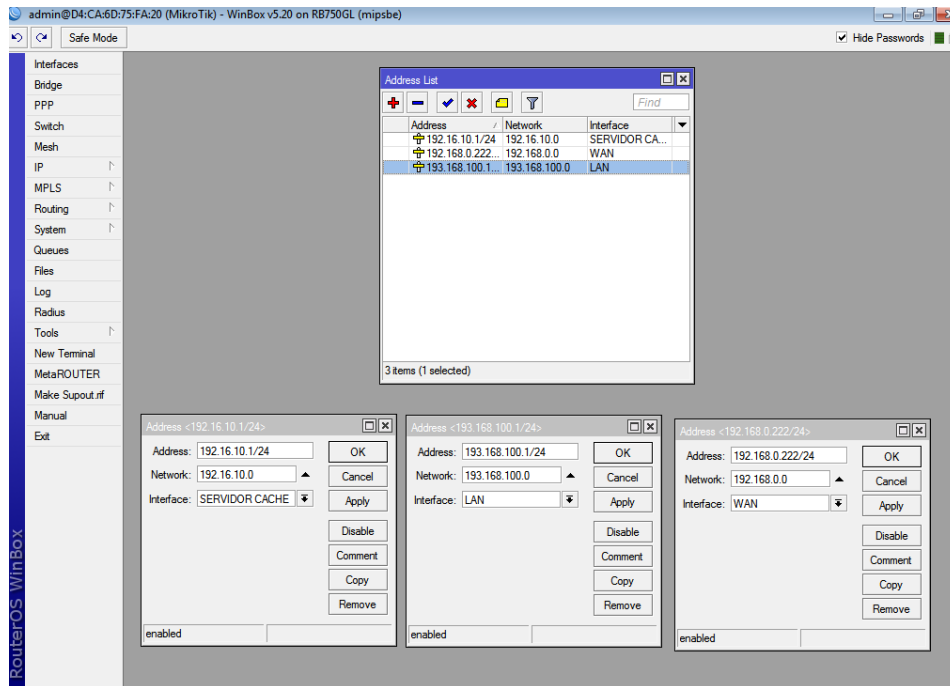 admin@D4:CA:6D:75:FA:20 (MikroTik) - WinBox v5.20 on RB750GL (mipsbe)
Safe Mode
Hide Passwords
Interfaces
Bridge
PPP
Switch
Mesh
IP
MPLS
Routing
System
Queues
Files
Log
Radius
Tools
New Terminal
MetaROUTER
Make Supout.rif
Manual
Exit
RouterOS WinBox
Address List
Find
Address / Network Interface
192.16.10.1/24 192.16.10.0 SERVIDOR CA...
192.168.0.222... 192.168.0.0 WAN
193.168.100.1... 193.168.100.0 LAN
3 items (1 selected)
Address <192.16.10.1/24>
Address: 192.16.10.1/24 OK
Network: 192.16.10.0 Cancel
Interface: SERVIDOR CACHE Apply
Disable
Comment
Copy
Remove
enabled
Address <193.168.100.1/24>
Address: 193.168.100.1/24 OK
Network: 193.168.100.0 Cancel
Interface: LAN Apply
Disable
Comment
Copy
Remove
enabled
Address <192.168.0.222/24>
Address: 192.168.0.222/24 OK
Network: 192.168.0.0 Cancel
Interface: WAN Apply
Disable
Comment
Copy
Remove
enabled